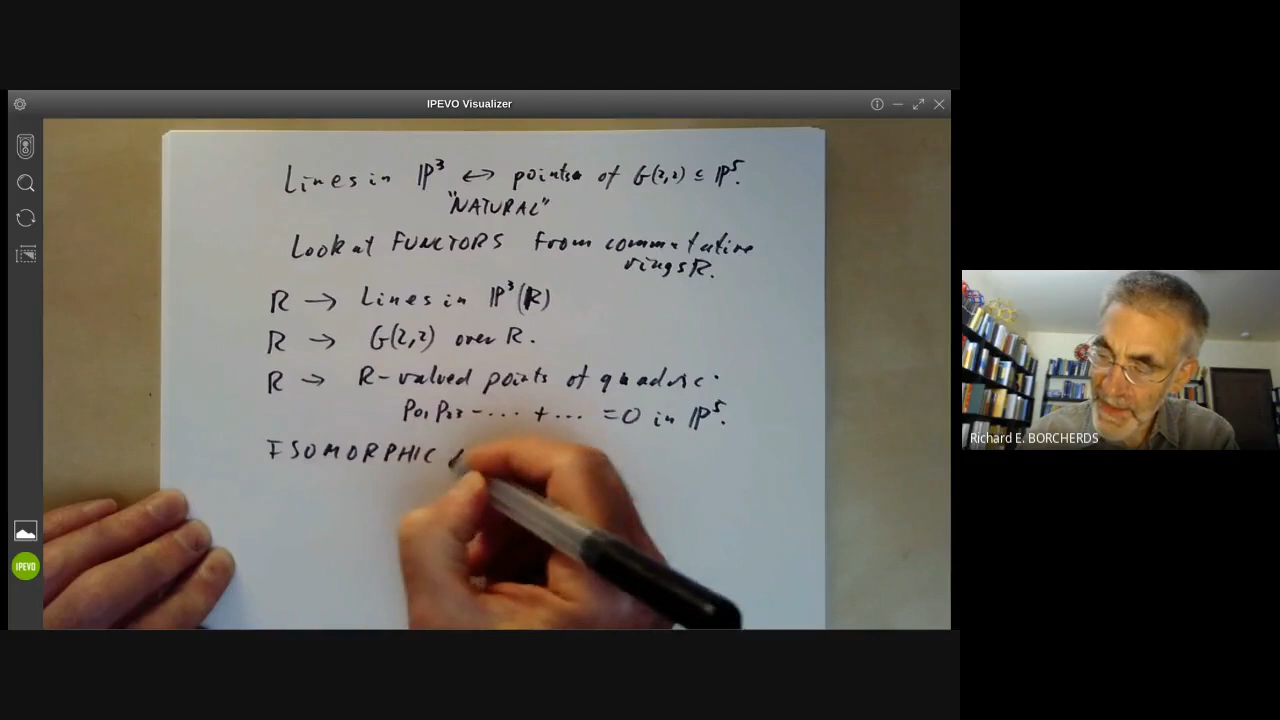 IPEVO Visualizer
Lines in ℙ³ ↔ points of G(2,2) ⊆ ℙ⁵.
"NATURAL"
Look at FUNCTORS from commutative
rings R.
R → Lines in ℙ³(R)
R → G(2,2) over R.
R → R-valued points of quadric.
P₀₁P₂₃ - ... + ... = 0 in ℙ⁵.
ISOMORPHIC
IPEVO
Richard E. BORCHERDS